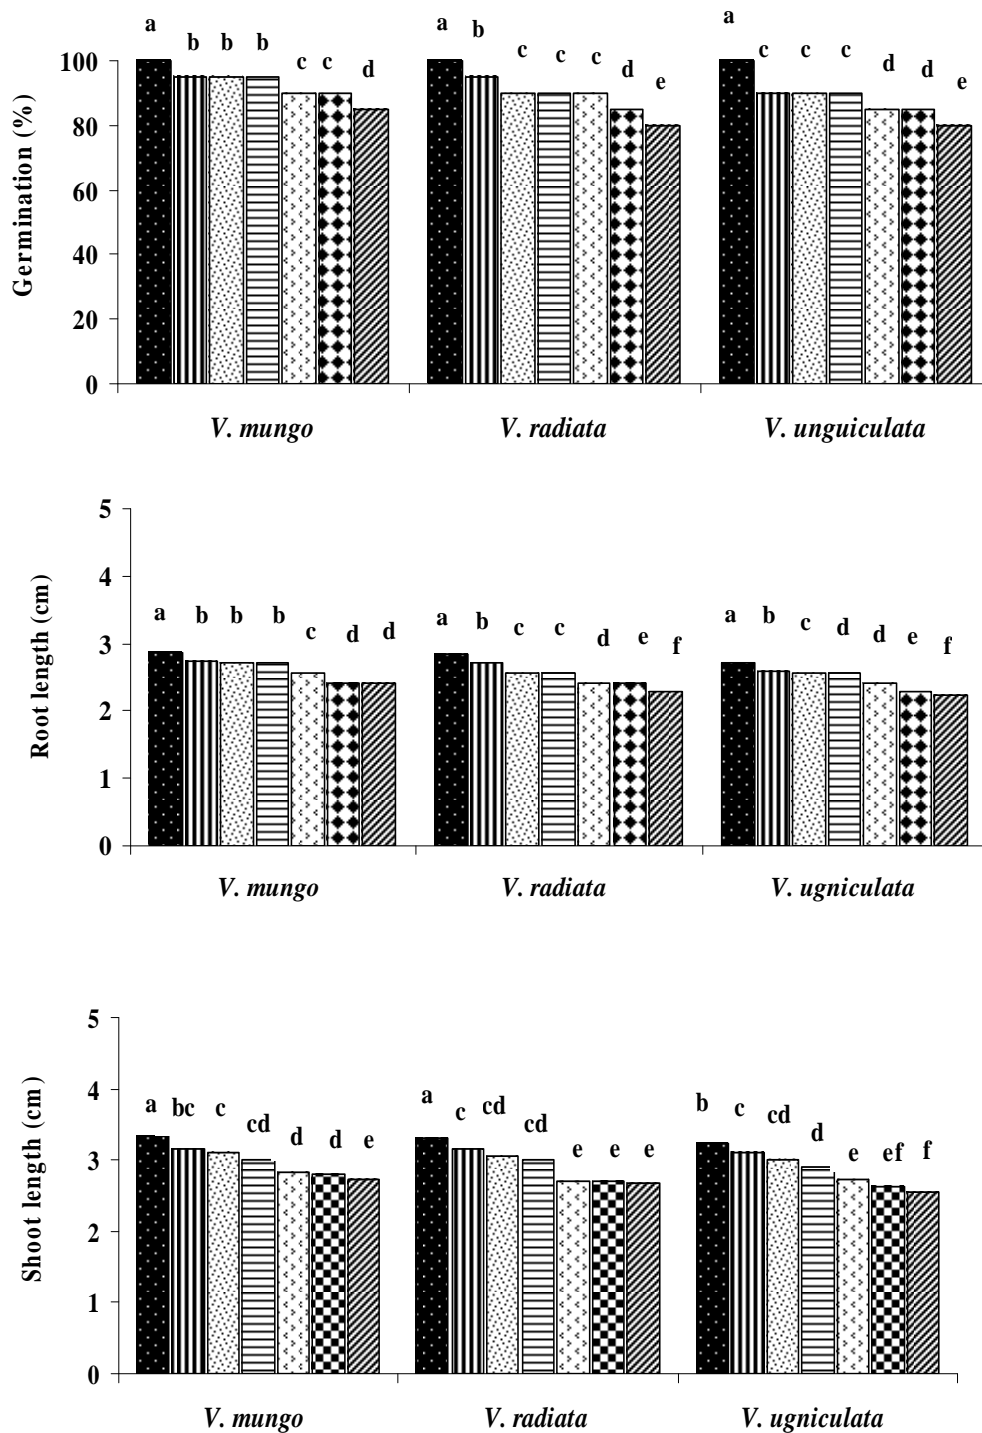 a b b b c c d a b c c c d e a c c c d d e
100
80
60
40
20
0
Germination (%)
V. mungo V. radiata V. unguiculata
5
4
3
2
1
0
Root length (cm)
a b b b c d d a b c c d e f a b c d d e f
V. mungo V. radiata V. ugniculata
5
4
3
2
1
0
Shoot length (cm)
a bc c cd d d e a c cd cd e e e b c cd d e ef f
V. mungo V. radiata V. ugniculata